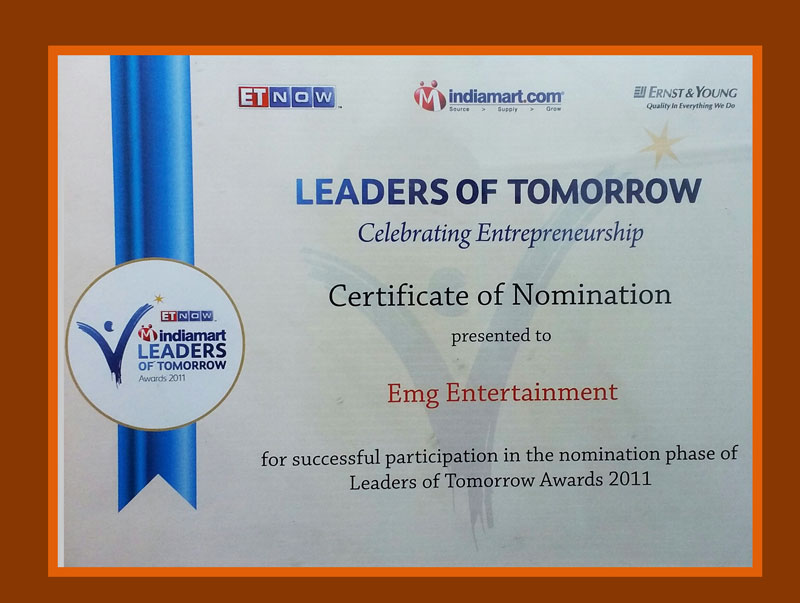 ET NOW
indiamart.com
Source > Supply > Grow
ERNST & YOUNG
Quality In Everything We Do
LEADERS OF TOMORROW
Celebrating Entrepreneurship
Certificate of Nomination
presented to
Emg Entertainment
for successful participation in the nomination phase of
Leaders of Tomorrow Awards 2011
ET NOW
indiamart
LEADERS
OF TOMORROW
Awards 2011